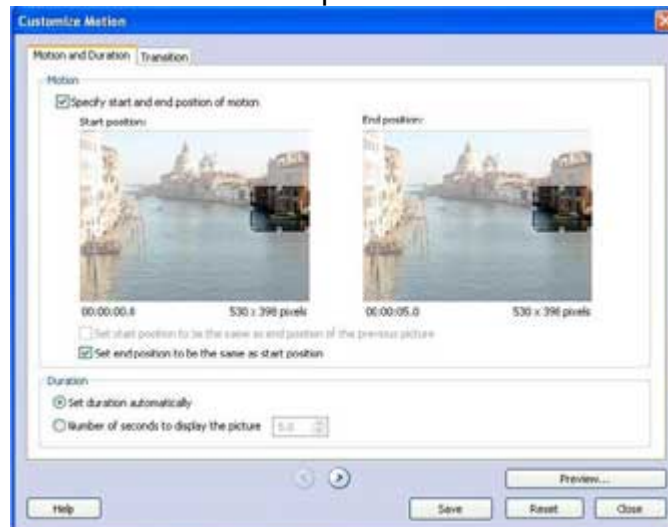 Customize Motion
Motion and Duration Transition
Motion
Specify start and end position of motion
Start position: End position:
00:00:00.0 530 x 398 pixels 00:00:05.0 530 x 398 pixels
Set start position to be the same as end position of the previous picture
Set end position to be the same as start position
Duration
Set duration automatically
Number of seconds to display the picture 5.0
Preview...
Help Save Reset Close